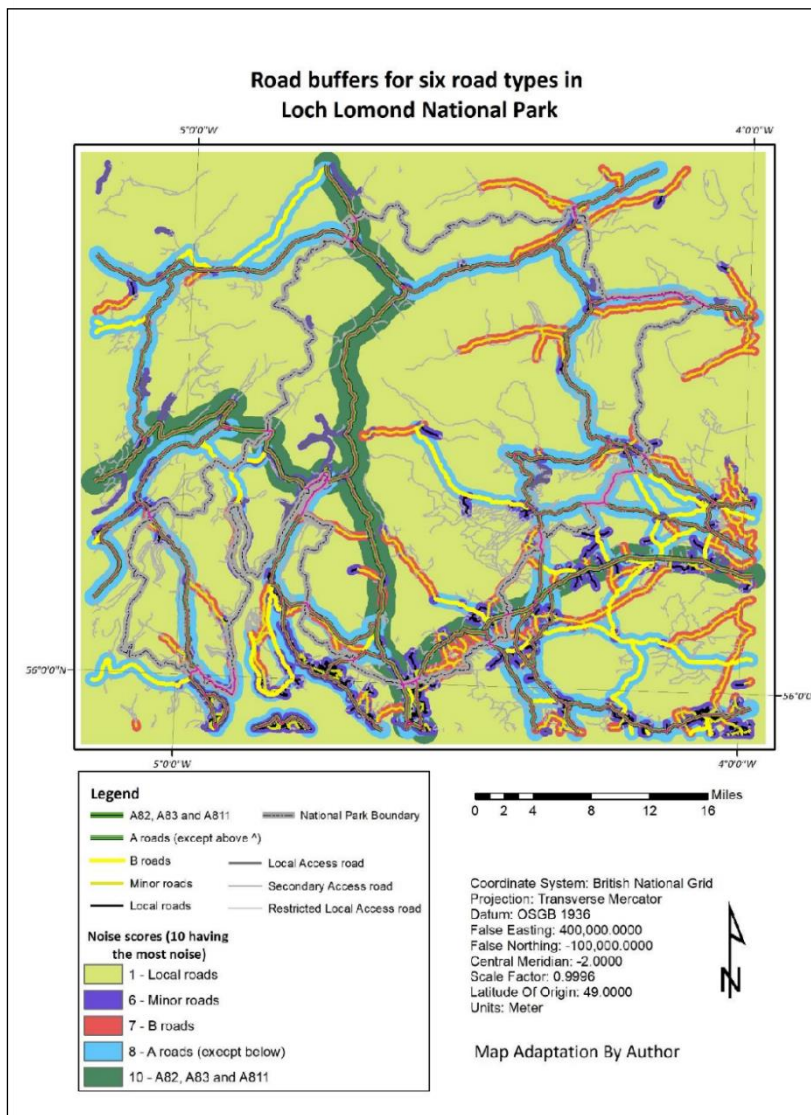 Road buffers for six road types in
Loch Lomond National Park
5°0'0"W
4°0'0"W
56°0'0"N
56°0'0
5°0'0"W
4°0'0"W
Legend
A82, A83 and A811
National Park Boundary
A roads (except above ^)
B roads
Local Access road
Minor roads
Secondary Access road
Local roads
Restricted Local Access road
Noise scores (10 having
the most noise)
1 - Local roads
6 - Minor roads
7 - B roads
8 - A roads (except below)
10 - A82, A83 and A811
Miles
0 2 4 8 12 16
Coordinate System: British National Grid
Projection: Transverse Mercator
Datum: OSGB 1936
False Easting: 400,000.0000
False Northing: -100,000.0000
Central Meridian: -2.0000
Scale Factor: 0.9996
Latitude Of Origin: 49.0000
Units: Meter
N
Map Adaptation By Author